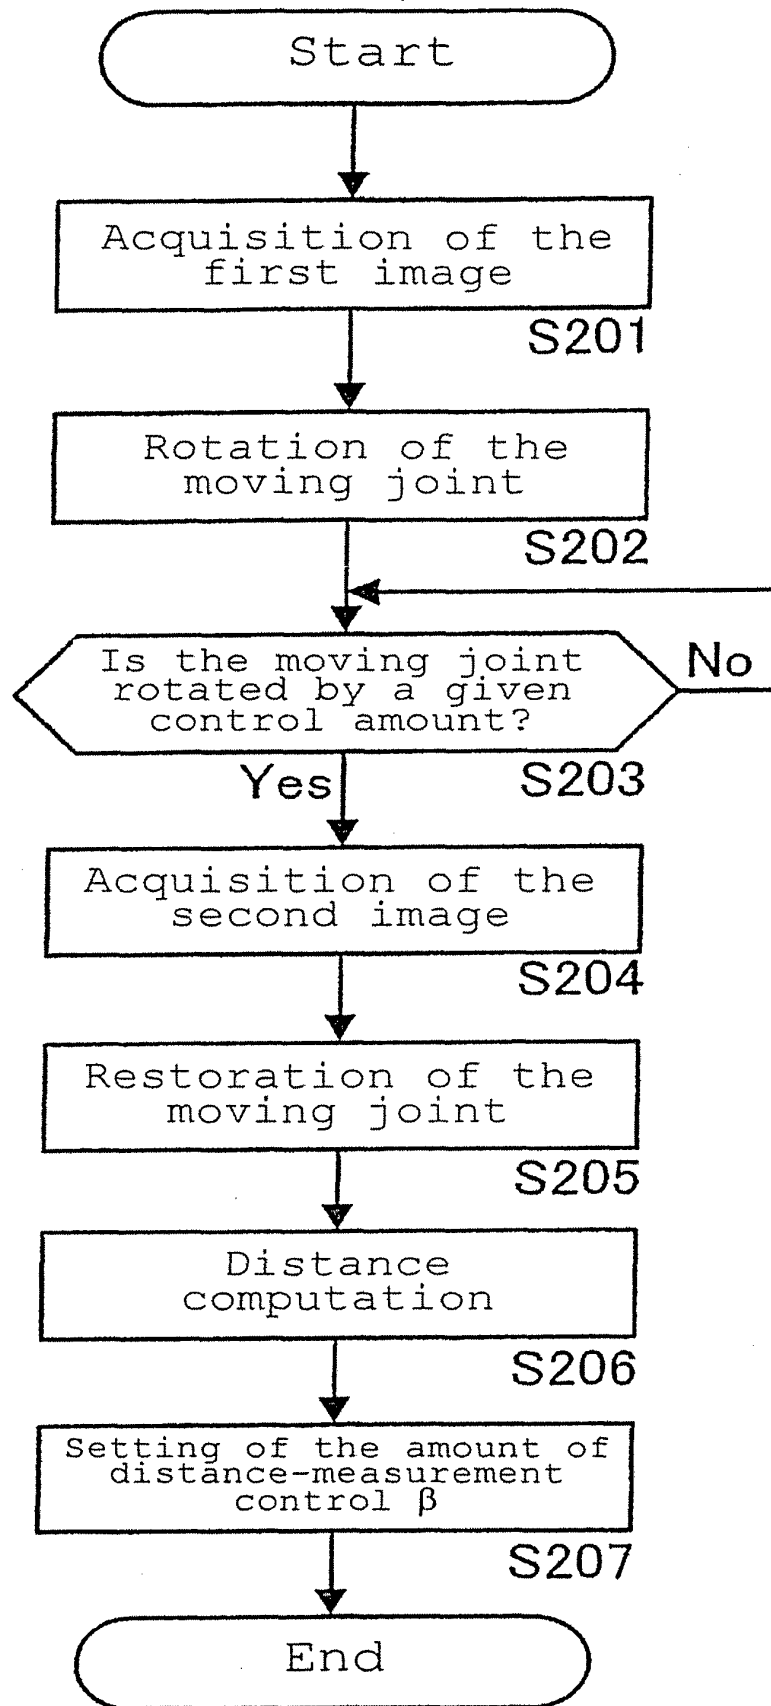 Start
Acquisition of the
first image
S201
Rotation of the
moving joint
S202
Is the moving joint
rotated by a given
control amount?
No
Yes
S203
Acquisition of the
second image
S204
Restoration of the
moving joint
S205
Distance
computation
S206
Setting of the amount of
distance-measurement
control β
S207
End